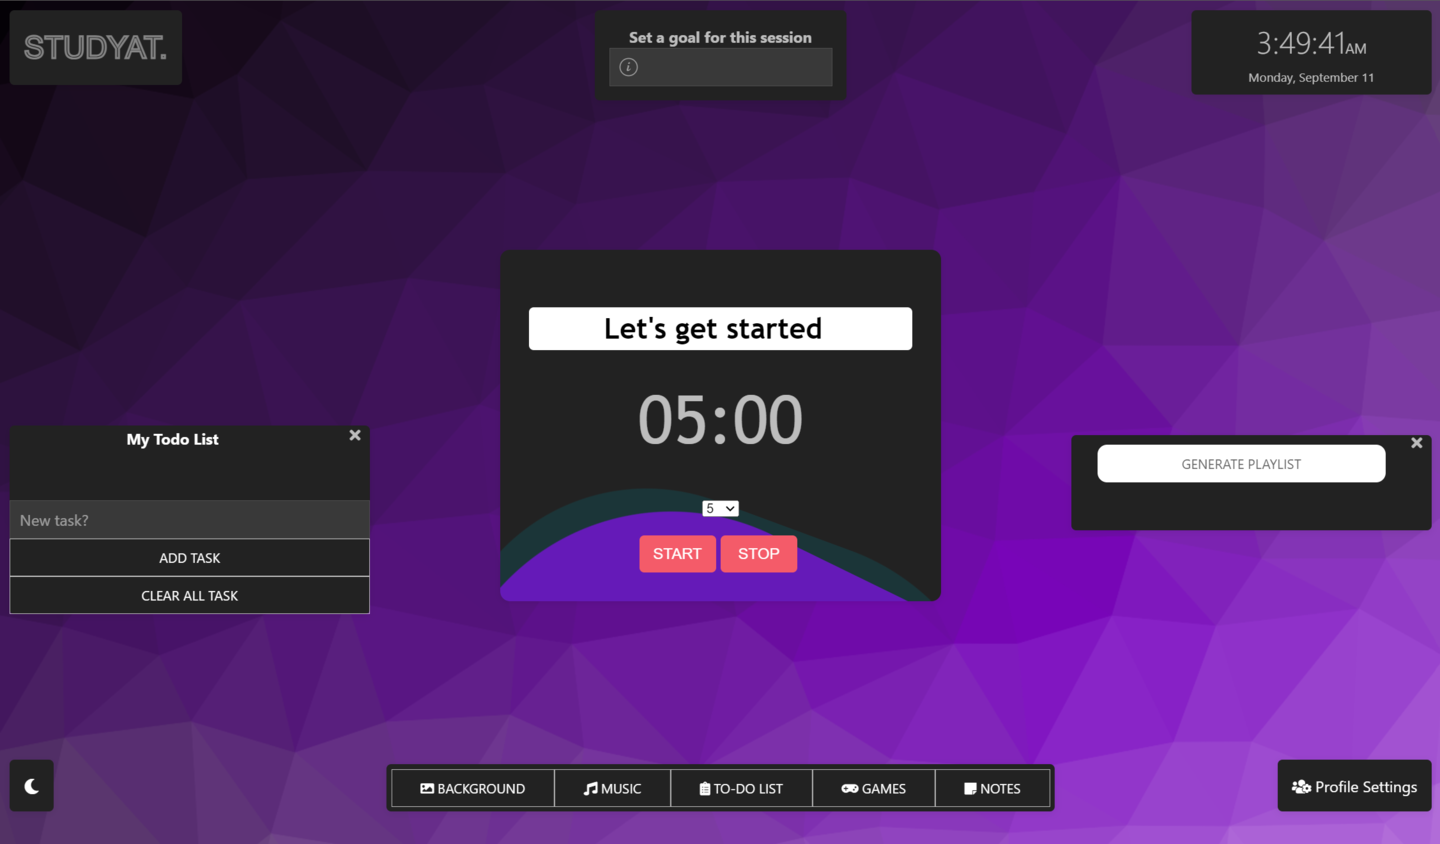 STUDYAT.
Set a goal for this session
i
3:49:41AM
Monday, September 11
Let's get started
05:00
5
START STOP
My Todo List
New task?
ADD TASK
CLEAR ALL TASK
GENERATE PLAYLIST
BACKGROUND MUSIC TO-DO LIST GAMES NOTES
Profile Settings